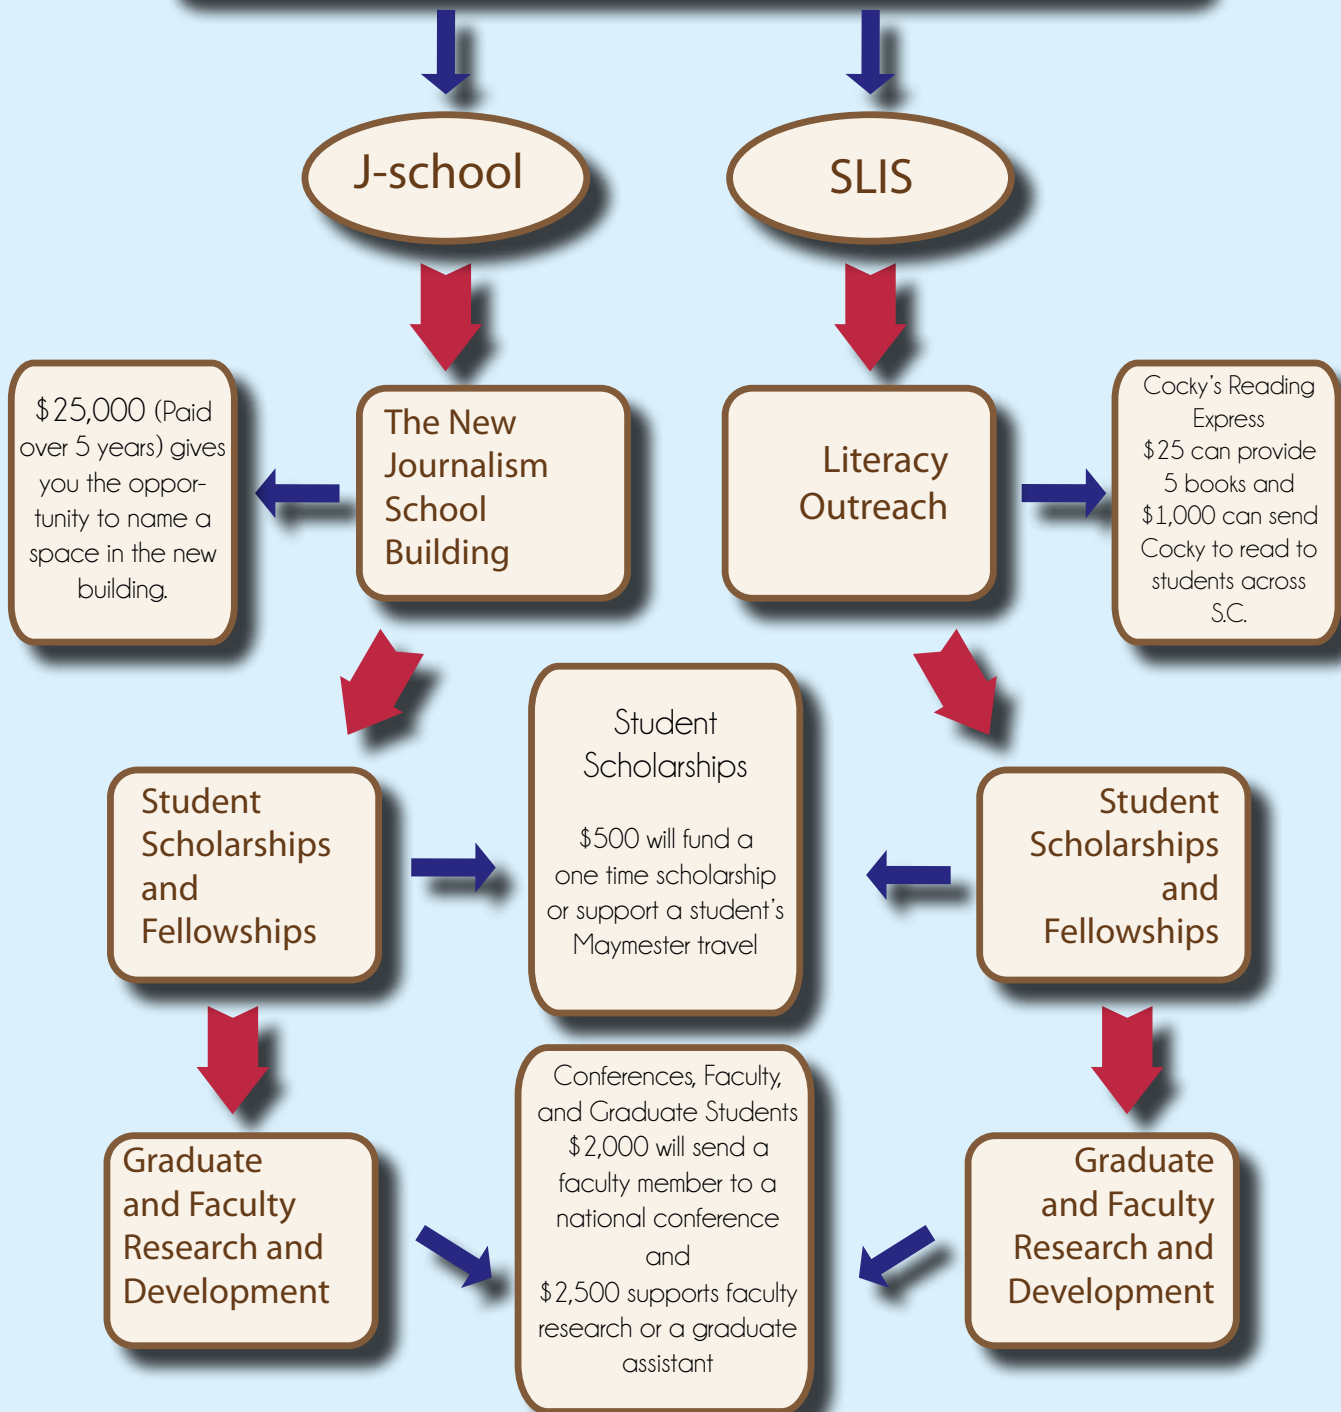 J-school
SLIS
$25,000 (Paid
over 5 years) gives
you the oppor-
tunity to name a
space in the new
building.
The New
Journalism
School
Building
Literacy
Outreach
Cocky's Reading
Express
$25 can provide
5 books and
$1,000 can send
Cocky to read to
students across
S.C.
Student
Scholarships
and
Fellowships
Student
Scholarships
$500 will fund a
one time scholarship
or support a student's
Maymester travel
Student
Scholarships
and
Fellowships
Graduate
and Faculty
Research and
Development
Conferences, Faculty,
and Graduate Students
$2,000 will send a
faculty member to a
national conference
and
$2,500 supports faculty
research or a graduate
assistant
Graduate
and Faculty
Research and
Development